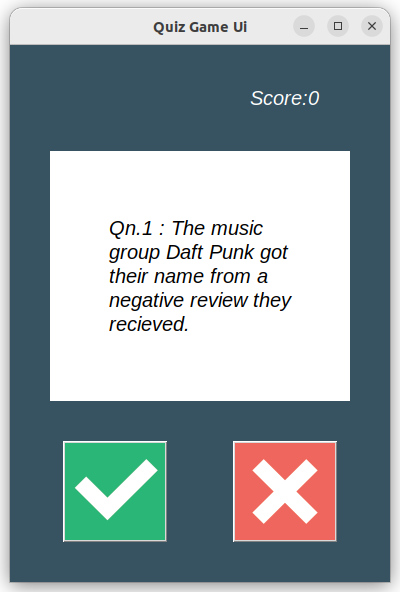 Quiz Game Ui
Score:0
Qn.1 : The music
group Daft Punk got
their name from a
negative review they
recieved.